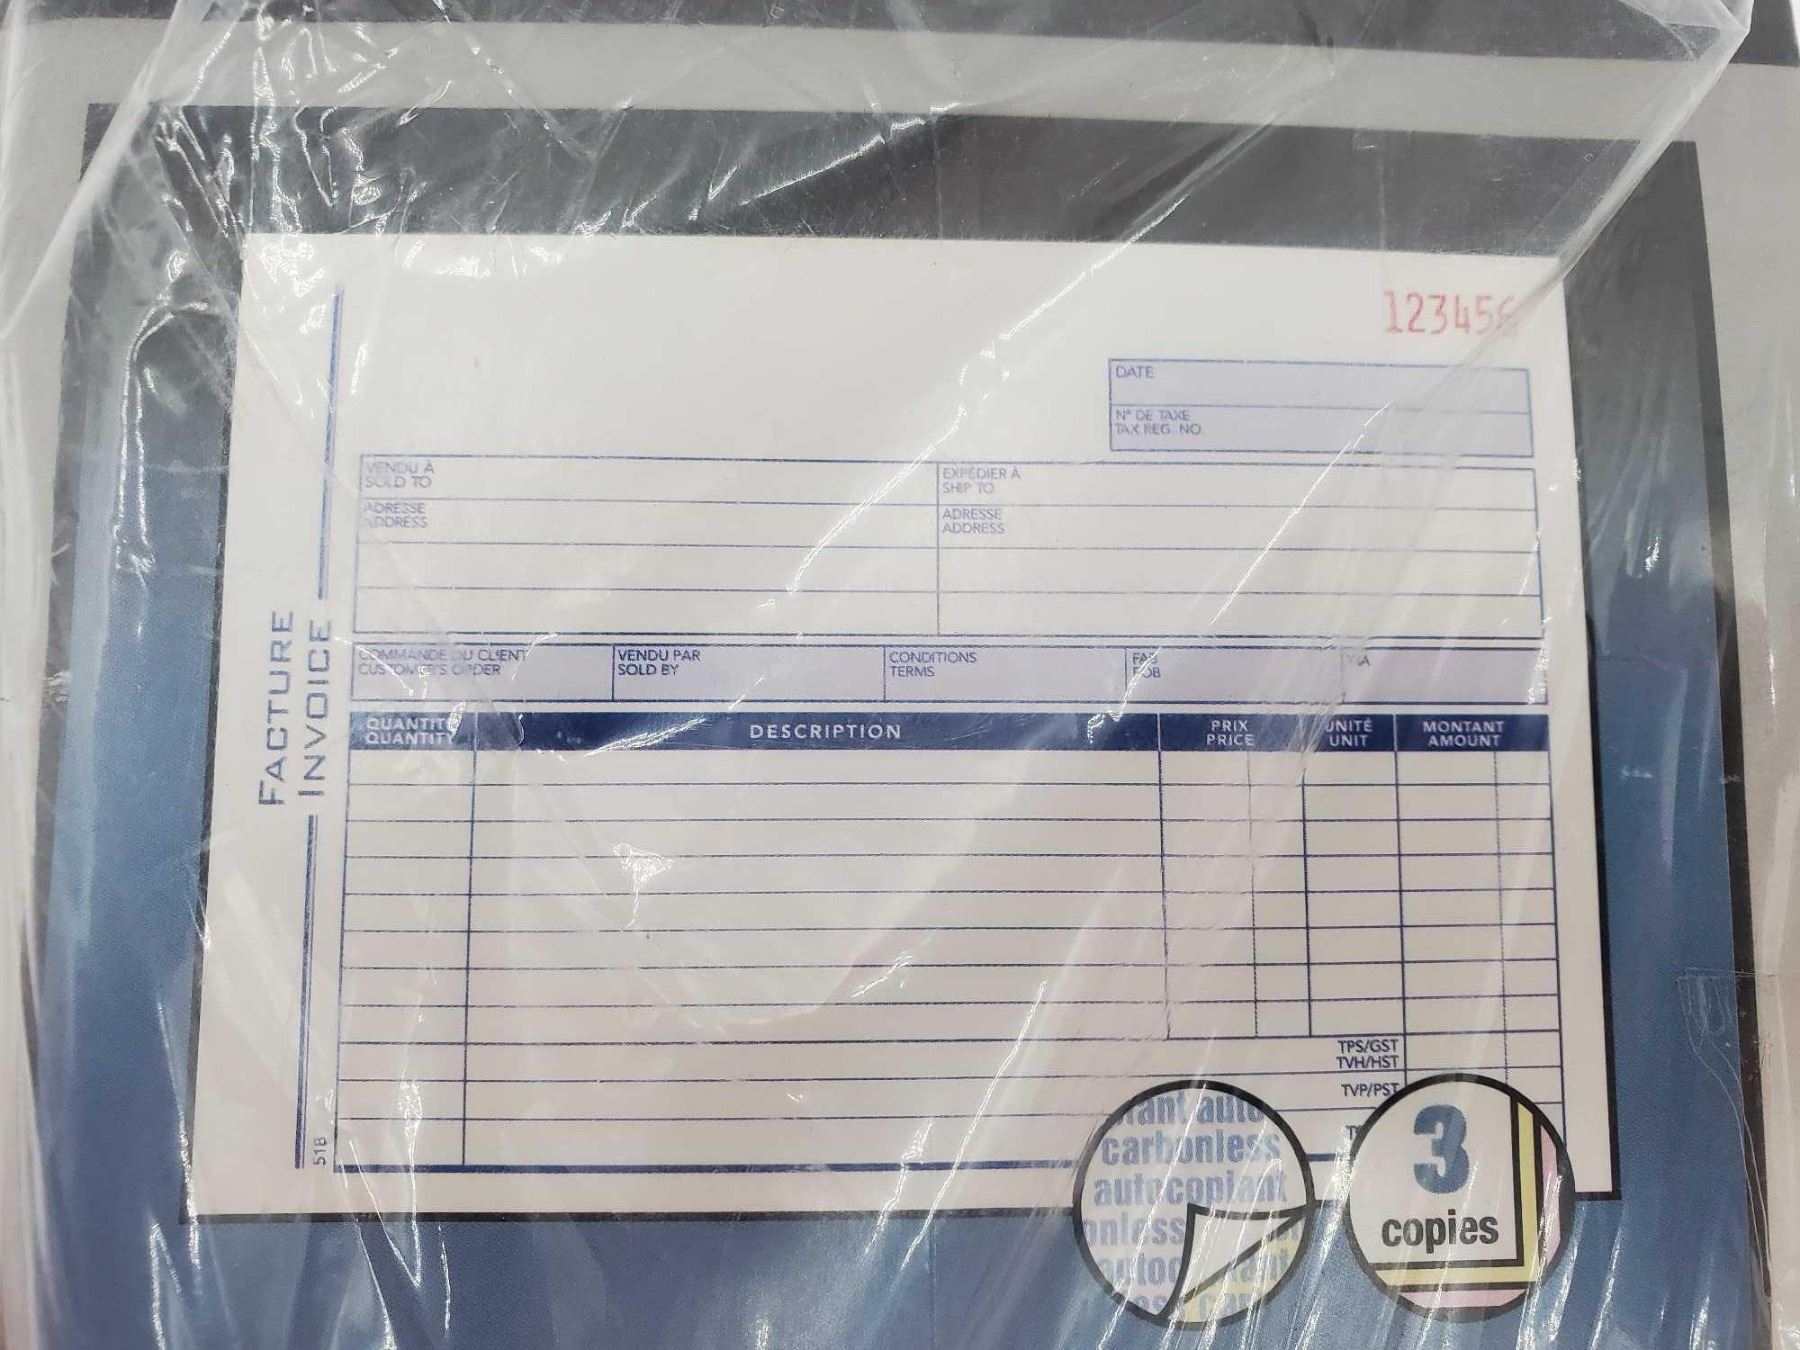 123456
DATE
N° DE TAXE
TAX REG. NO.
VENDU À
SOLD TO
EXPÉDIER À
SHIP TO
ADRESSE
ADDRESS
ADRESSE
ADDRESS
FACTURE
INVOICE
COMMANDE DU CLIENT
CUSTOMER'S ORDER
VENDU PAR
SOLD BY
CONDITIONS
TERMS
FAB
FOB
VIA
QUANTITÉ
QUANTITY
DESCRIPTION
PRIX
PRICE
UNITÉ
UNIT
MONTANT
AMOUNT
TPS/GST
TVH/HST
TVP/PST
51B
carbonless
autocopiant
3
copies